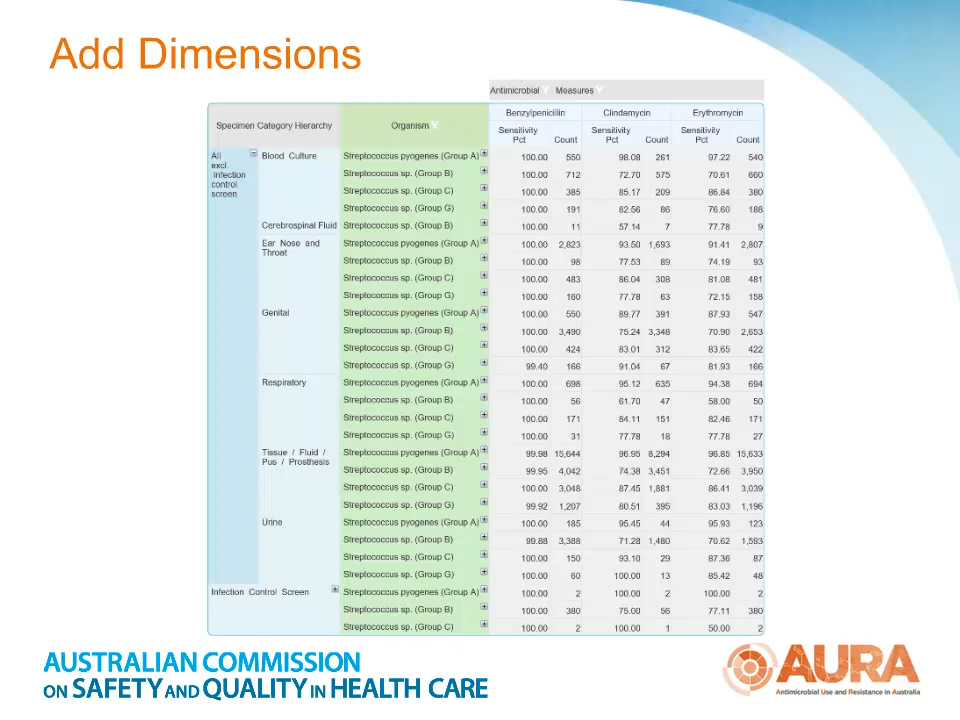 Add Dimensions
Antimicrobial Measures
Specimen Category Hierarchy Organism Benzylpenicillin Clindamycin Erythromycin
Sensitivity Pct Count Sensitivity Pct Count Sensitivity Pct Count
All excl. Infection control screen Blood Culture Streptococcus pyogenes (Group A) 100.00 550 98.08 261 97.22 540
Streptococcus sp. (Group B) 100.00 712 72.70 575 70.61 660
Streptococcus sp. (Group C) 100.00 385 85.17 209 86.84 380
Streptococcus sp. (Group G) 100.00 191 82.56 86 76.60 188
Cerebrospinal Fluid Streptococcus sp. (Group B) 100.00 11 57.14 7 77.78 9
Ear Nose and Throat Streptococcus pyogenes (Group A) 100.00 2,823 93.50 1,693 91.41 2,807
Streptococcus sp. (Group B) 100.00 98 77.53 89 74.19 93
Streptococcus sp. (Group C) 100.00 483 86.04 308 81.08 481
Streptococcus sp. (Group G) 100.00 160 77.78 63 72.15 158
Genital Streptococcus pyogenes (Group A) 100.00 550 89.77 391 87.93 547
Streptococcus sp. (Group B) 100.00 3,490 75.24 3,348 70.90 2,653
Streptococcus sp. (Group C) 100.00 424 83.01 312 83.65 422
Streptococcus sp. (Group G) 99.40 166 91.04 67 81.93 166
Respiratory Streptococcus pyogenes (Group A) 100.00 698 95.12 635 94.38 694
Streptococcus sp. (Group B) 100.00 56 61.70 47 58.00 50
Streptococcus sp. (Group C) 100.00 171 84.11 151 82.46 171
Streptococcus sp. (Group G) 100.00 31 77.78 18 77.78 27
Tissue / Fluid / Pus / Prosthesis Streptococcus pyogenes (Group A) 99.98 15,644 96.95 8,294 96.85 15,633
Streptococcus sp. (Group B) 99.95 4,042 74.38 3,451 72.66 3,950
Streptococcus sp. (Group C) 100.00 3,048 87.45 1,881 86.41 3,039
Streptococcus sp. (Group G) 99.92 1,207 80.51 395 83.03 1,196
Urine Streptococcus pyogenes (Group A) 100.00 185 95.45 44 95.93 123
Streptococcus sp. (Group B) 99.88 3,388 71.28 1,480 70.62 1,593
Streptococcus sp. (Group C) 100.00 150 93.10 29 87.36 87
Streptococcus sp. (Group G) 100.00 60 100.00 13 85.42 48
Infection Control Screen Streptococcus pyogenes (Group A) 100.00 2 100.00 2 100.00 2
Streptococcus sp. (Group B) 100.00 380 75.00 56 77.11 380
Streptococcus sp. (Group C) 100.00 2 100.00 1 50.00 2
AUSTRALIAN COMMISSION
ON SAFETY AND QUALITY IN HEALTH CARE
AURA
Antimicrobial Use and Resistance in Australia